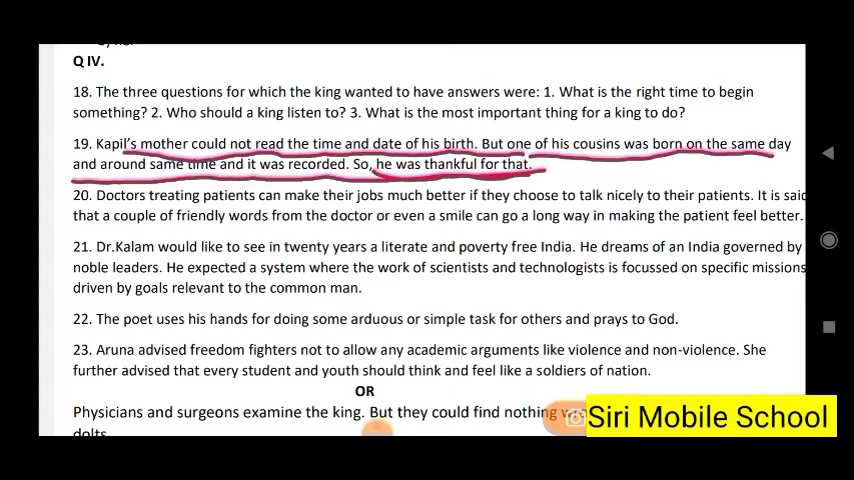 Q IV.
18. The three questions for which the king wanted to have answers were: 1. What is the right time to begin
something? 2. Who should a king listen to? 3. What is the most important thing for a king to do?
19. Kapil's mother could not read the time and date of his birth. But one of his cousins was born on the same day
and around same time and it was recorded. So, he was thankful for that.
20. Doctors treating patients can make their jobs much better if they choose to talk nicely to their patients. It is said
that a couple of friendly words from the doctor or even a smile can go a long way in making the patient feel better.
21. Dr.Kalam would like to see in twenty years a literate and poverty free India. He dreams of an India governed by
noble leaders. He expected a system where the work of scientists and technologists is focussed on specific missions
driven by goals relevant to the common man.
22. The poet uses his hands for doing some arduous or simple task for others and prays to God.
23. Aruna advised freedom fighters not to allow any academic arguments like violence and non-violence. She
further advised that every student and youth should think and feel like a soldiers of nation.
OR
Physicians and surgeons examine the king. But they could find nothing
dolts
Siri Mobile School